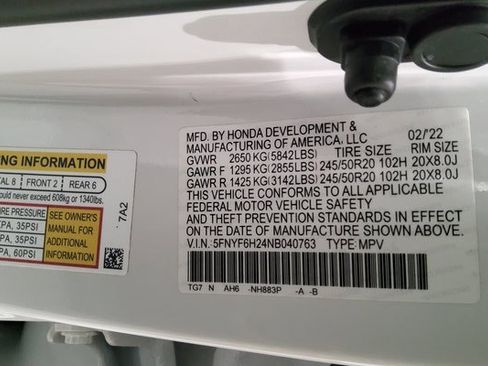 NG INFORMATION
AL 8 | FRONT 2 | REAR 6
ould never exceed 608kg or 1340lbs.
RE PRESSURE
PA, 35PSI
PA, 35PSI
PA, 60PSI
SEE OWNER'S
MANUAL FOR
ADDITIONAL
INFORMATION
7A2
MFD. BY HONDA DEVELOPMENT &
MANUFACTURING OF AMERICA, LLC 02/'22
GVWR 2650 KG(5842LBS) TIRE SIZE RIM SIZE
GAWR F 1295 KG(2855LBS) 245/50R20 102H 20X8.0J
GAWR R 1425 KG(3142LBS) 245/50R20 102H 20X8.0J
THIS VEHICLE CONFORMS TO ALL APPLICABLE
FEDERAL MOTOR VEHICLE SAFETY
AND THEFT PREVENTION STANDARDS IN EFFECT
ON THE DATE OF MANUFACTURE SHOWN ABOVE.
V.I.N. 5FNYF6H24NB040763 TYPE: MPV
TG7 N AH6 -NH883P -A -B